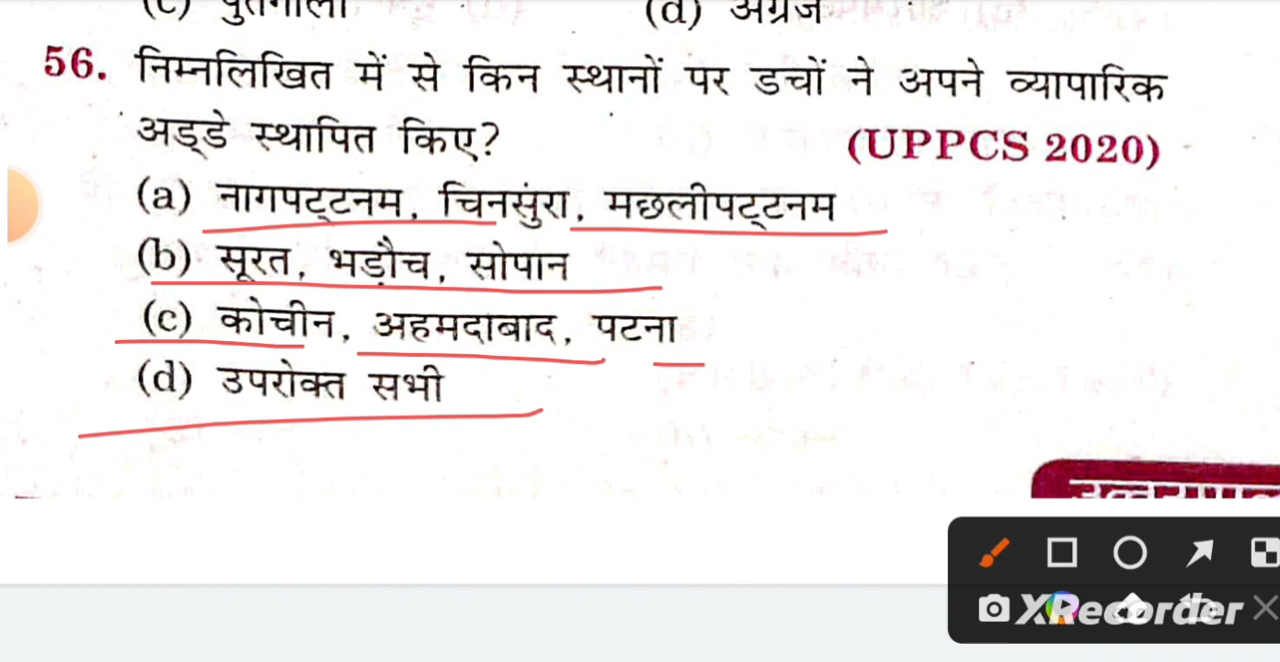 (c) पुर्तगाली (d) अंग्रेज
56. निम्नलिखित में से किन स्थानों पर डचों ने अपने व्यापारिक
अड्डे स्थापित किए?
(UPPCS 2020)
(a) नागपट्टनम, चिनसुंरा, मछलीपट्टनम
(b) सूरत, भड़ौच, सोपान
(c) कोचीन, अहमदाबाद, पटना
(d) उपरोक्त सभी
XRecorder